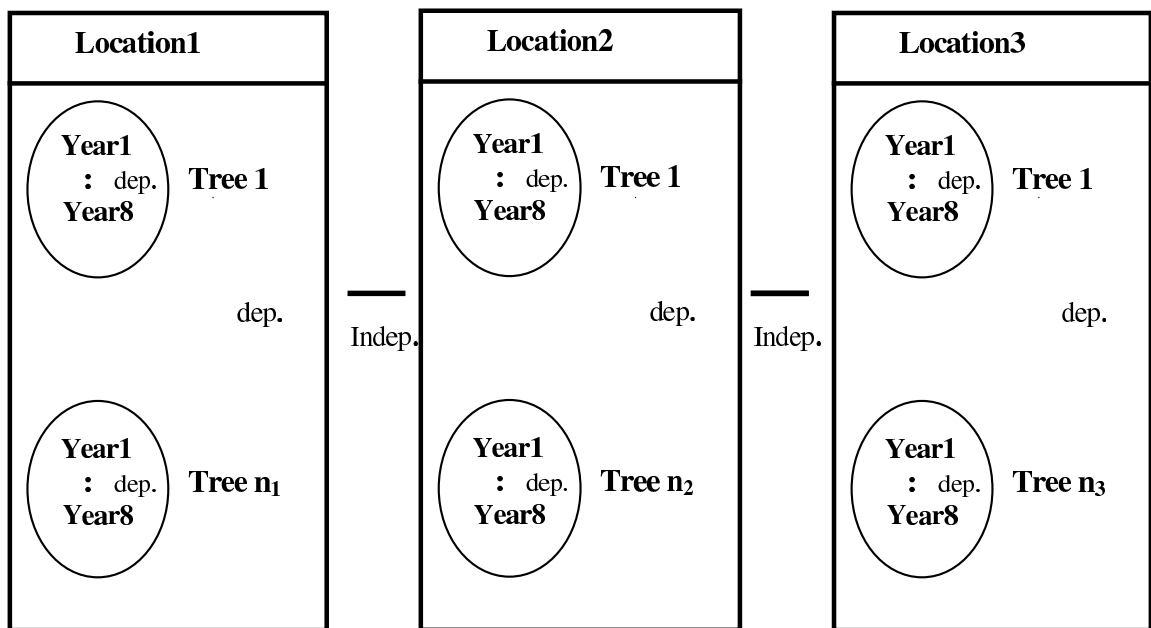 Location1
Year1
: dep. Tree 1
Year8
dep.
Year1
: dep. Tree n₁
Year8
Indep.
Location2
Year1
: dep. Tree 1
Year8
dep.
Year1
: dep. Tree n₂
Year8
Indep.
Location3
Year1
: dep. Tree 1
Year8
dep.
Year1
: dep. Tree n₃
Year8